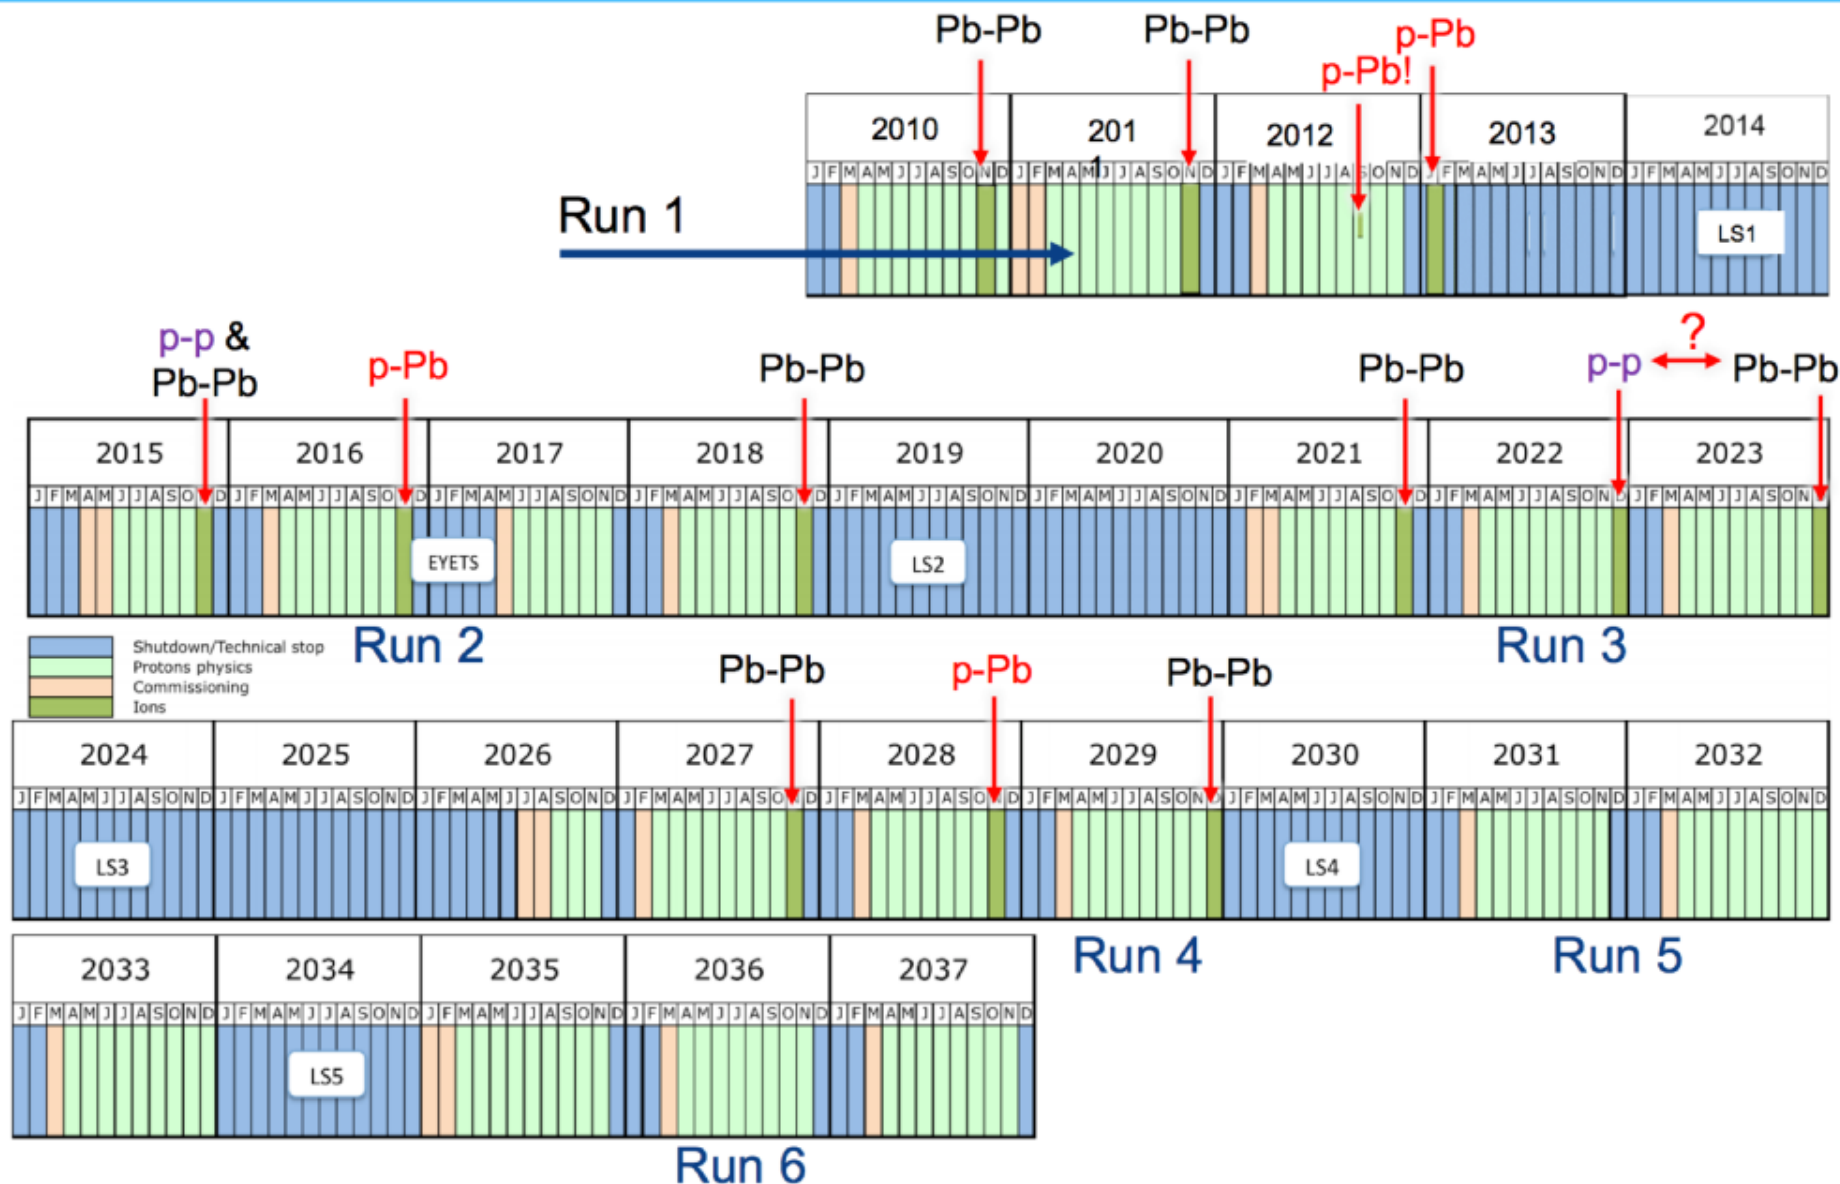 Pb-Pb Pb-Pb p-Pb
p-Pb!
2010 2011 2012 2013 2014
J F M A M J J A S O N D J F M A M J J A S O N D J F M A M J J A S O N D J F M A M J J A S O N D J F M A M J J A S O N D
Run 1
LS1
p-p & ?
Pb-Pb p-Pb Pb-Pb Pb-Pb p-p Pb-Pb
2015 2016 2017 2018 2019 2020 2021 2022 2023
J F M A M J J A S O D J F M A M J J A S O D J F M A M J J A S O N D J F M A M J J A S O D J F M A M J J A S O N D J F M A M J J A S O N D J F M A M J J A S O D J F M A M J J A S O N D J F M A M J J A S O N
EYETS LS2
Run 2 Run 3
Shutdown/Technical stop
Protons physics
Commissioning
Ions
Pb-Pb p-Pb Pb-Pb
2024 2025 2026 2027 2028 2029 2030 2031 2032
J F M A M J J A S O N D J F M A M J J A S O N D J F M A M J J A S O N D J F M A M J J A S O D J F M A M J J A S O N D J F M A M J J A S O N D J F M A M J J A S O N D J F M A M J J A S O N D J F M A M J J A S O N D
LS3 LS4
Run 4 Run 5
2033 2034 2035 2036 2037
J F M A M J J A S O N D J F M A M J J A S O N D J F M A M J J A S O N D J F M A M J J A S O N D J F M A M J J A S O N D
LS5
Run 6